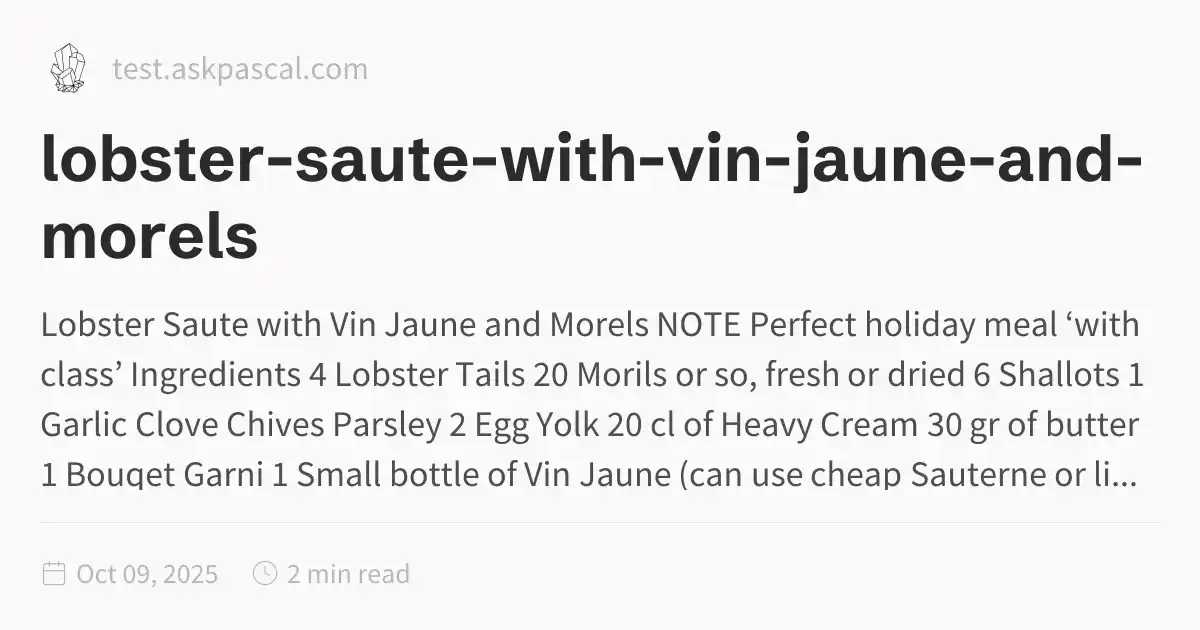 test.askpascal.com
lobster-saute-with-vin-jaune-and-
morels
Lobster Saute with Vin Jaune and Morels NOTE Perfect holiday meal ‘with
class’ Ingredients 4 Lobster Tails 20 Morils or so, fresh or dried 6 Shallots 1
Garlic Clove Chives Parsley 2 Egg Yolk 20 cl of Heavy Cream 30 gr of butter
1 Bouqet Garni 1 Small bottle of Vin Jaune (can use cheap Sauterne or li...
Oct 09, 2025 2 min read